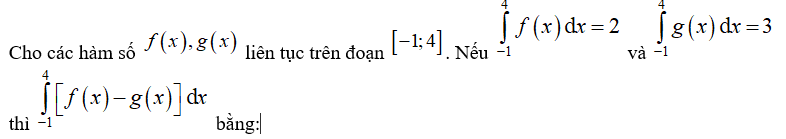 Cho các hàm số f(x), g(x) liên tục trên đoạn [−1; 4]. Nếu ∫_{−1}^{4} f(x) dx = 2 và ∫_{−1}^{4} g(x) dx = 3
thì ∫_{−1}^{4} [f(x) − g(x)] dx bằng: